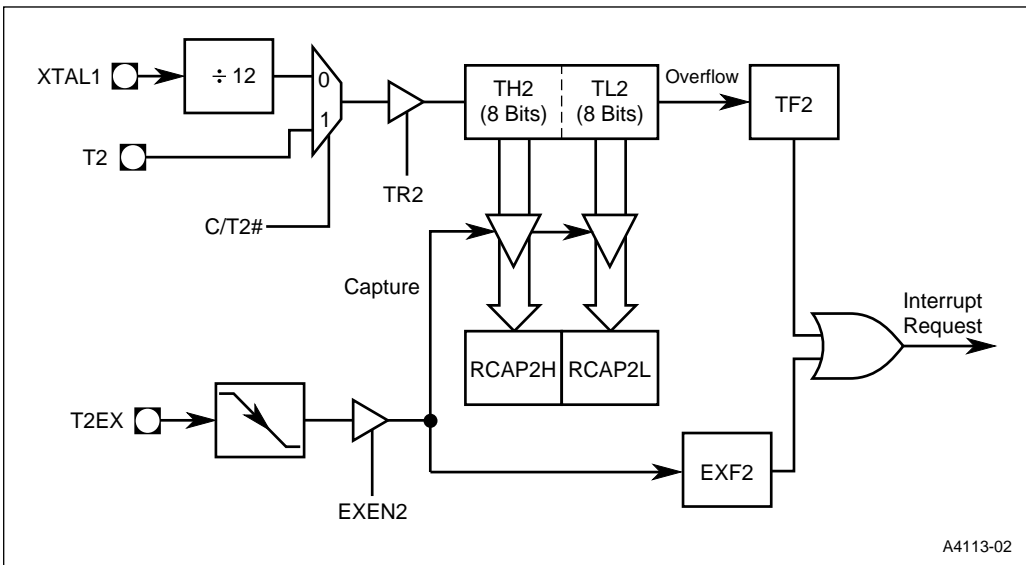 XTAL1
÷ 12
0
1
T2
C/T2#
TR2
TH2
(8 Bits)
TL2
(8 Bits)
Overflow
TF2
Capture
RCAP2H
RCAP2L
Interrupt
Request
T2EX
EXEN2
EXF2
A4113-02